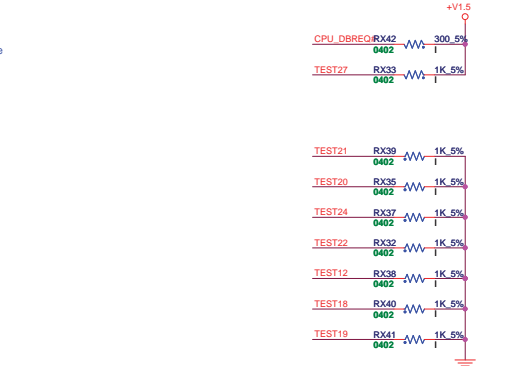 +V1.5
CPU_DBREQ# RX42 300_5%
e
0402 I
TEST27 RX33 1K_5%
0402 I
TEST21 RX39 1K_5%
0402 I
TEST20 RX35 1K_5%
0402 I
TEST24 RX37 1K_5%
0402 I
TEST22 RX32 1K_5%
0402 I
TEST12 RX38 1K_5%
0402 I
TEST18 RX40 1K_5%
0402 I
TEST19 RX41 1K_5%
0402 I